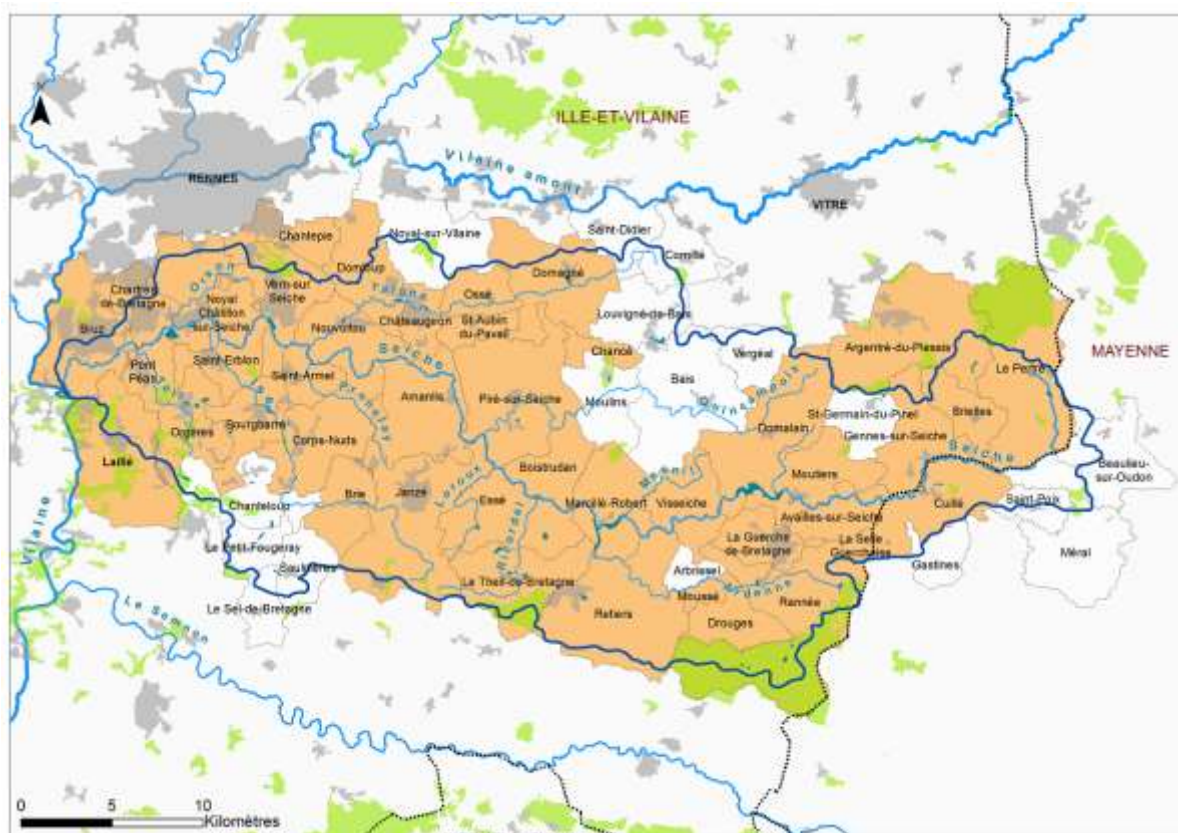 ILLE-ET-VILAINE
Vilaine amont
RENNES
VITRE
Saint-Didier
Chantepie
Noyal-sur-Vilaine
Cornillé
Domloup
Domagné
Orson
Vern-sur
-Seiche
Chartres
-de-Bretagne
Noyal
Châtillon
-sur-Seiche
Yaigne
Ossé
Louvigné-de-Bais
Bruz
Nouvoitou
Châteaugiron
St-Aubin
du-Pavail
Seiche
Chancé
Vergéal
Argentré-du-Plessis
MAYENNE
Pont
Péan
Saint-Erblon
Saint-Armel
Le Pertre
Bais
Quincampoix
Amanlis
Piré-sur-Seiche
Moulins
St-Germain-du-Pinel
Brielles
Orgères
Bourgbarré
Corps-Nuds
Domalain
Gennes-sur-Seiche
Seiche
Laillé
Boistrudan
Moutiers
Beaulieu-
sur-Oudon
Loroux
Brie
Janzé
Essé
Marcillé-Robert
Visseiche
Saint-Poix
Cuillé
Chanteloup
Availles-sur-Seiche
Vilaine
La Guerche
de-Bretagne
La Selle
Guerchaise
Le Petit-Fougeray
Saulnières
Arbrissel
Gastines
Méral
Le Theil-de-Bretagne
Ardenne
Le Sel-de-Bretagne
Moussé
Rannée
Retiers
Drouges
Le Semnon
0 5 10
Kilomètres